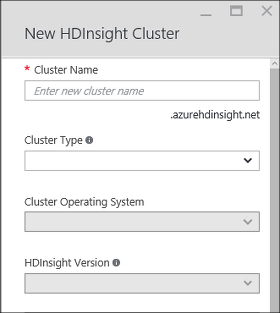 New HDInsight Cluster
* Cluster Name
Enter new cluster name
.azurehdinsight.net
Cluster Type
Cluster Operating System
HDInsight Version